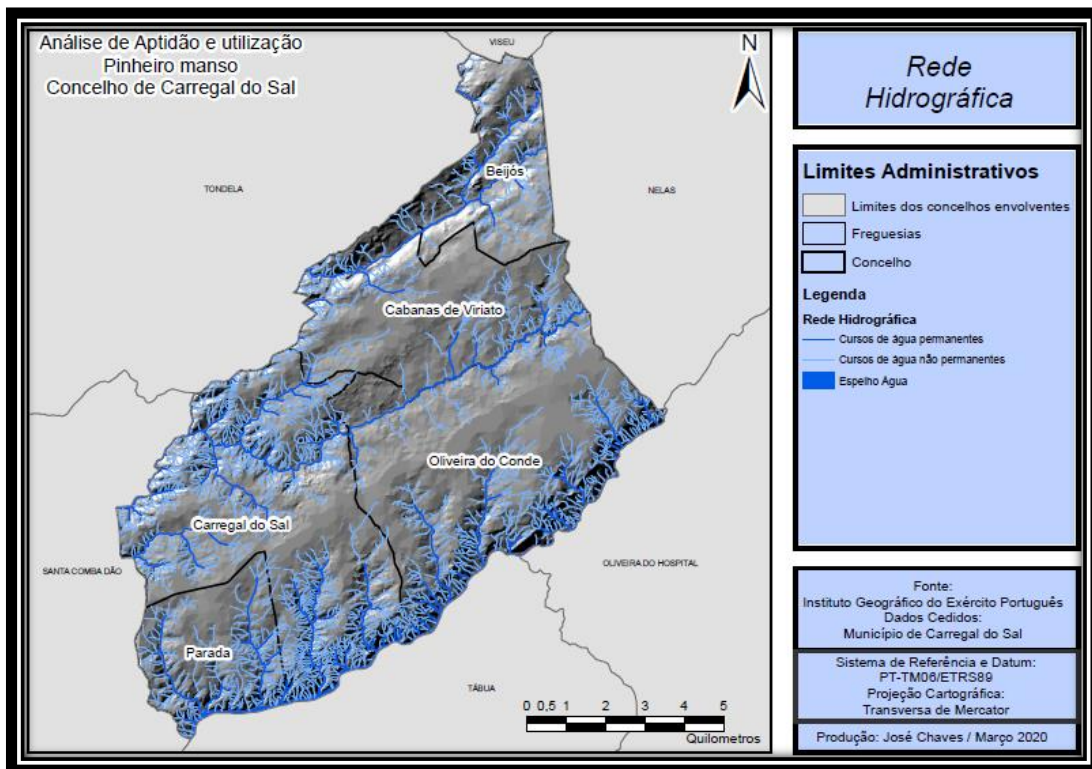 Análise de Aptidão e utilização
Pinheiro manso
Concelho de Carregal do Sal
VISEU
N
TONDELA
NELAS
Beijós
Cabanas de Viriato
Oliveira do Conde
Carregal do Sal
SANTA COMBA DÃO
OLIVEIRA DO HOSPITAL
Parada
TÁBUA
0 0,5 1 2 3 4 5
Quilometros
Rede
Hidrográfica
Limites Administrativos
Limites dos concelhos envolventes
Freguesias
Concelho
Legenda
Rede Hidrográfica
Cursos de água permanentes
Cursos de água não permanentes
Espelho Água
Fonte:
Instituto Geográfico do Exército Português
Dados Cedidos:
Município de Carregal do Sal
Sistema de Referência e Datum:
PT-TM06/ETRS89
Projeção Cartográfica:
Transversa de Mercator
Produção: José Chaves / Março 2020